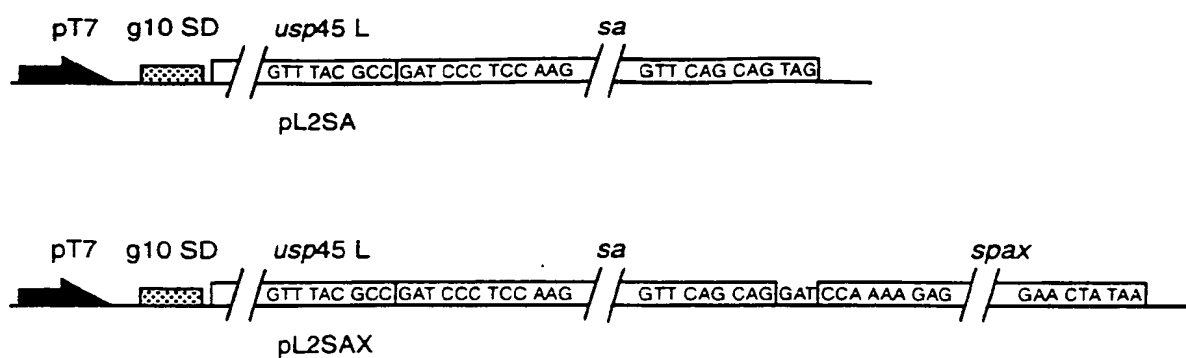 pT7 g10 SD usp45 L sa
GTT TAC GCC GAT CCC TCC AAG GTT CAG CAG TAG
pL2SA
pT7 g10 SD usp45 L sa spax
GTT TAC GCC GAT CCC TCC AAG GTT CAG CAG GAT CCA AAA GAG GAA CTA TAA
pL2SAX